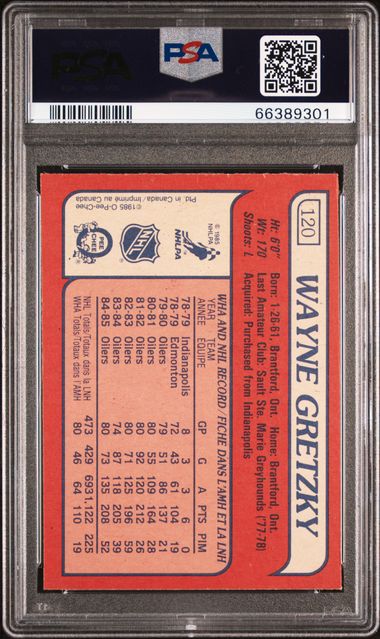 PSA
PSA
66389301
120
WAYNE GRETZKY
Ht: 6'0" Born: 1-26-61, Brantford, Ont. Home: Brantford, Ont.
Wt: 170 Last Amateur Club: Sault Ste. Marie Greyhounds ('77-78)
Shoots: L Acquired: Purchased from Indianapolis
WHA AND NHL RECORD/FICHE DANS L'AMH ET LA LNH
YEAR TEAM GP G A PTS PIM
ANNÉE ÉQUIPE
78-79 Indianapolis 8 3 3 6 0
78-79 Edmonton 72 43 61 104 19
79-80 Oilers 79 51 86 137 21
80-81 Oilers 80 55 109 164 28
81-82 Oilers 80 92 120 212 26
82-83 Oilers 80 71 125 196 59
83-84 Oilers 74 87 118 205 39
84-85 Oilers 80 73 135 208 52
NHL Totals/Totaux dans la LNH 473 429 693 1,122 225
WHA Totals/Totaux dans l'AMH 80 46 64 110 19
© 1985
NHLPA
NHL
O
PEE
CHEE
©1985 O-Pee-Chee
Ptd. in Canada/Imprimé au Canada